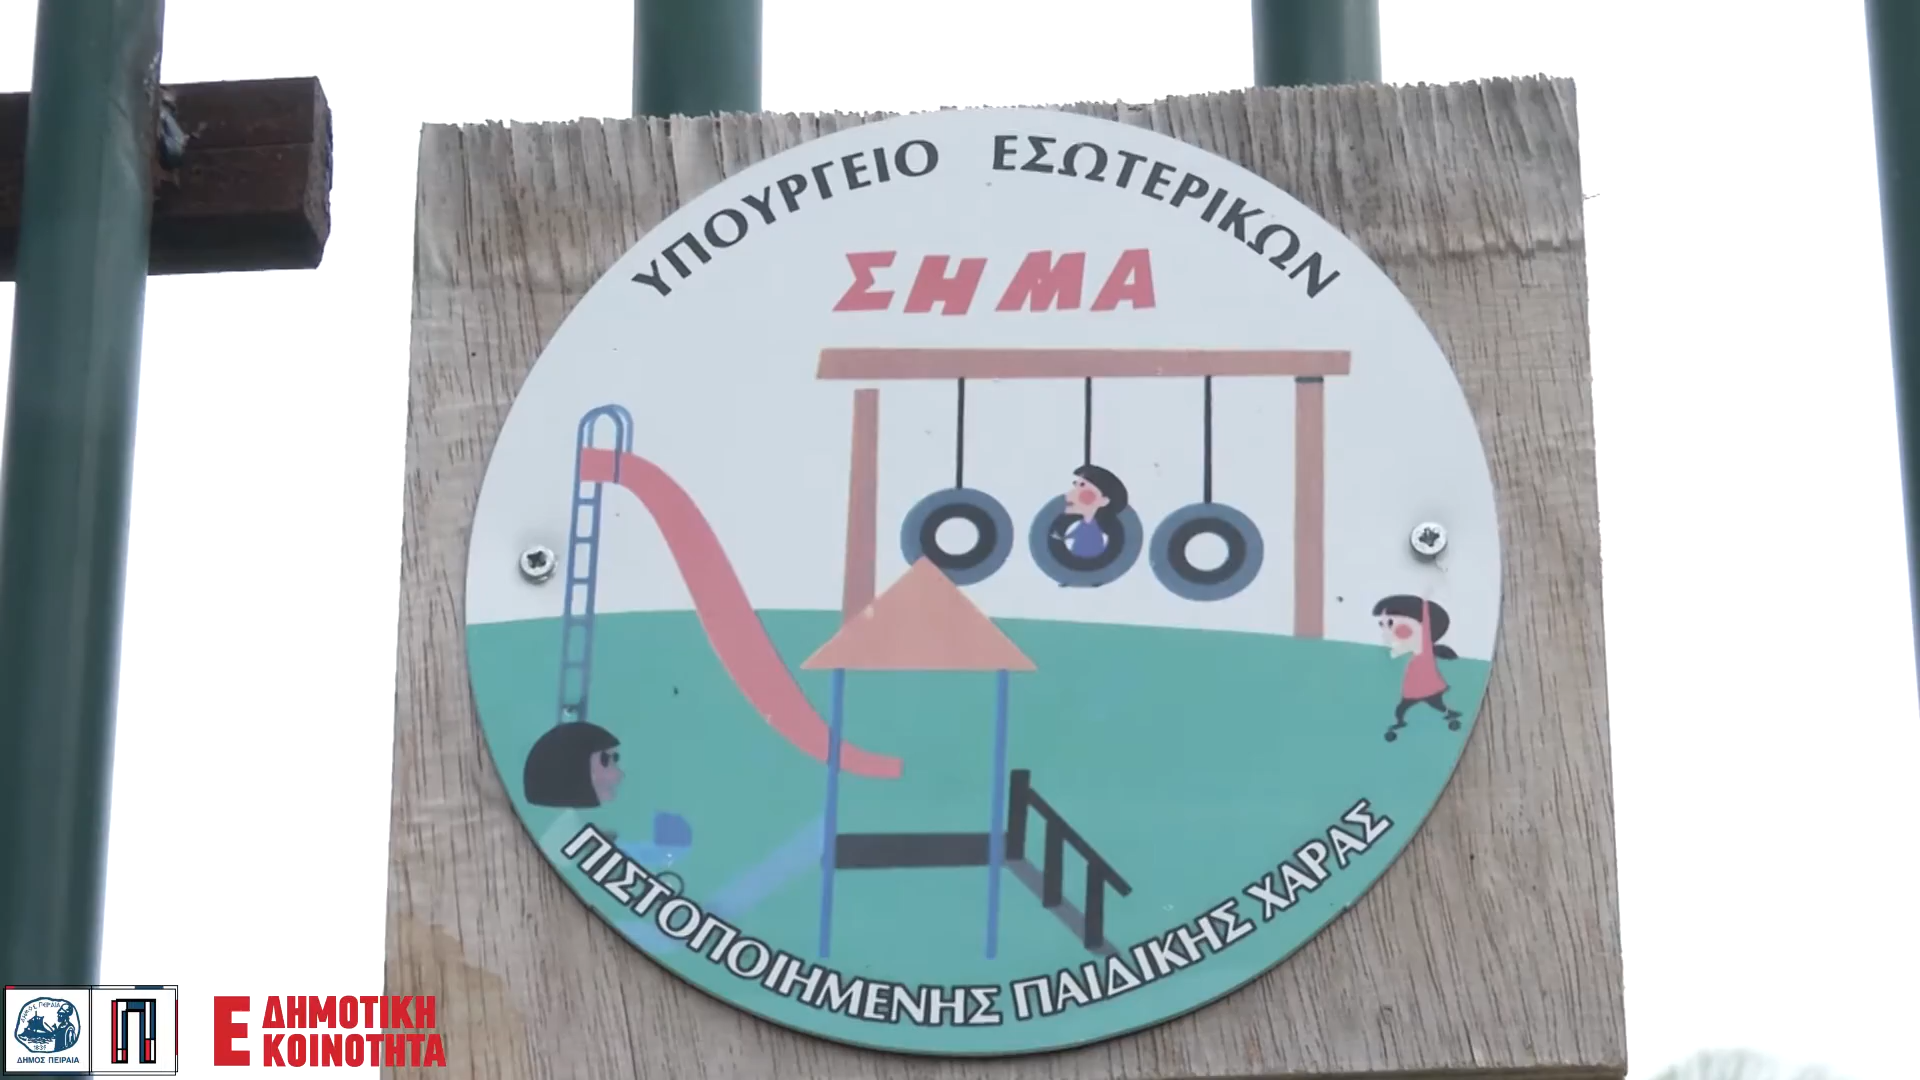 ΥΠΟΥΡΓΕΙΟ ΕΣΩΤΕΡΙΚΩΝ
ΣΗΜΑ
ΠΙΣΤΟΠΟΙΗΜΕΝΗΣ ΠΑΙΔΙΚΗΣ ΧΑΡΑΣ
ΔΗΜΟΣ ΠΕΙΡΑΙΑ
Ε ΔΗΜΟΤΙΚΗ
ΚΟΙΝΟΤΗΤΑ